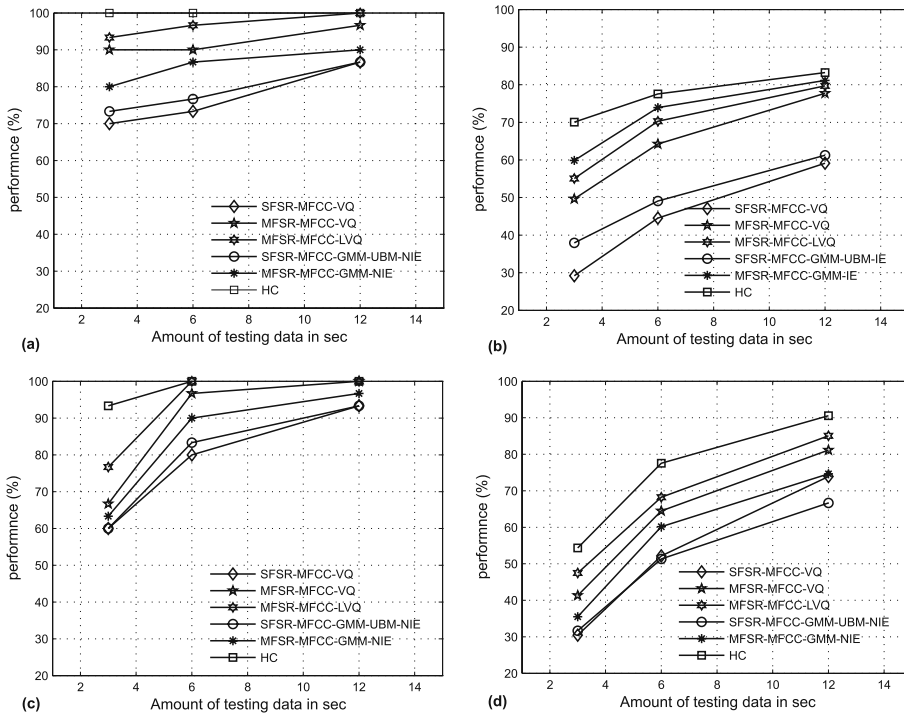 100
90
80
70
60
50
40
30
20
performnce (%)
SFSR-MFCC-VQ
MFSR-MFCC-VQ
MFSR-MFCC-LVQ
SFSR-MFCC-GMM-UBM-NIE
MFSR-MFCC-GMM-NIE
HC
2 4 6 8 10 12 14
Amount of testing data in sec
(a)
100
90
80
70
60
50
40
30
20
performnce (%)
SFSR-MFCC-VQ
MFSR-MFCC-VQ
MFSR-MFCC-LVQ
SFSR-MFCC-GMM-UBM-IE
MFSR-MFCC-GMM-IE
HC
2 4 6 8 10 12 14
Amount of testing data in sec
(b)
100
90
80
70
60
50
40
30
20
performnce (%)
SFSR-MFCC-VQ
MFSR-MFCC-VQ
MFSR-MFCC-LVQ
SFSR-MFCC-GMM-UBM-NIE
MFSR-MFCC-GMM-NIE
HC
2 4 6 8 10 12 14
Amount of testing data in sec
(c)
100
90
80
70
60
50
40
30
20
performnce (%)
SFSR-MFCC-VQ
MFSR-MFCC-VQ
MFSR-MFCC-LVQ
SFSR-MFCC-GMM-UBM-NIE
MFSR-MFCC-GMM-NIE
HC
2 4 6 8 10 12 14
Amount of testing data in sec
(d)